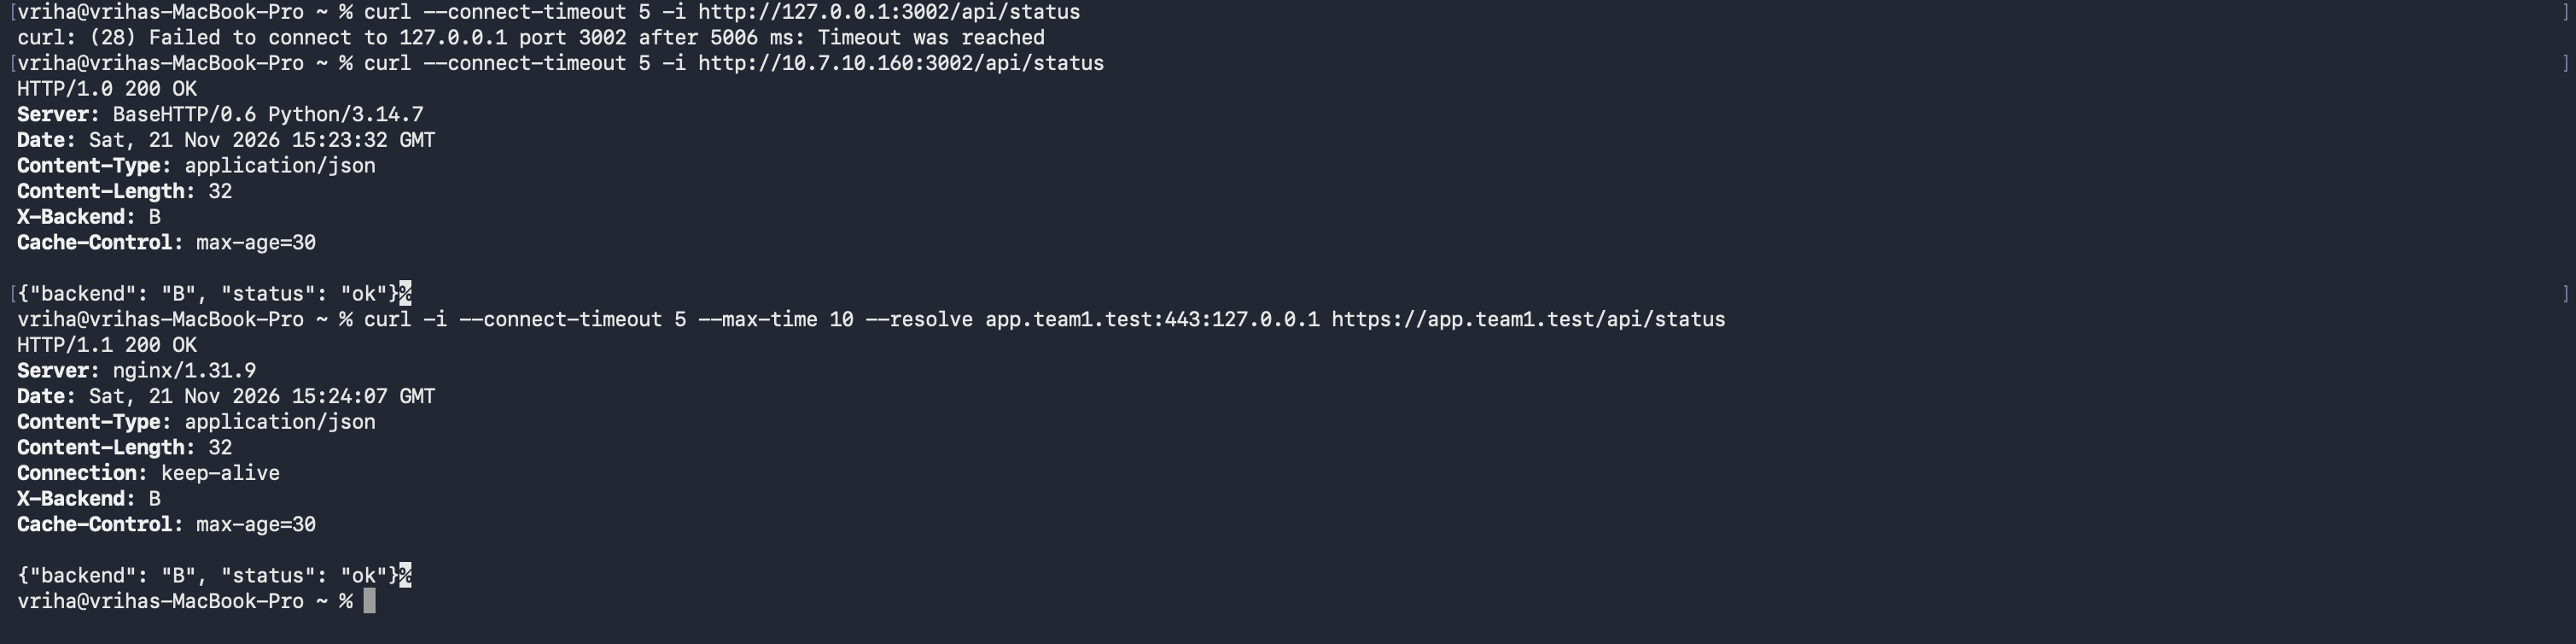 [vriha@vrihas-MacBook-Pro ~ % curl --connect-timeout 5 -i http://127.0.0.1:3002/api/status ]
curl: (28) Failed to connect to 127.0.0.1 port 3002 after 5006 ms: Timeout was reached
[vriha@vrihas-MacBook-Pro ~ % curl --connect-timeout 5 -i http://10.7.10.160:3002/api/status ]
HTTP/1.0 200 OK
Server: BaseHTTP/0.6 Python/3.14.7
Date: Sat, 21 Nov 2026 15:23:32 GMT
Content-Type: application/json
Content-Length: 32
X-Backend: B
Cache-Control: max-age=30
[{"backend": "B", "status": "ok"}% ]
vriha@vrihas-MacBook-Pro ~ % curl -i --connect-timeout 5 --max-time 10 --resolve app.team1.test:443:127.0.0.1 https://app.team1.test/api/status
HTTP/1.1 200 OK
Server: nginx/1.31.9
Date: Sat, 21 Nov 2026 15:24:07 GMT
Content-Type: application/json
Content-Length: 32
Connection: keep-alive
X-Backend: B
Cache-Control: max-age=30
{"backend": "B", "status": "ok"}%
vriha@vrihas-MacBook-Pro ~ %